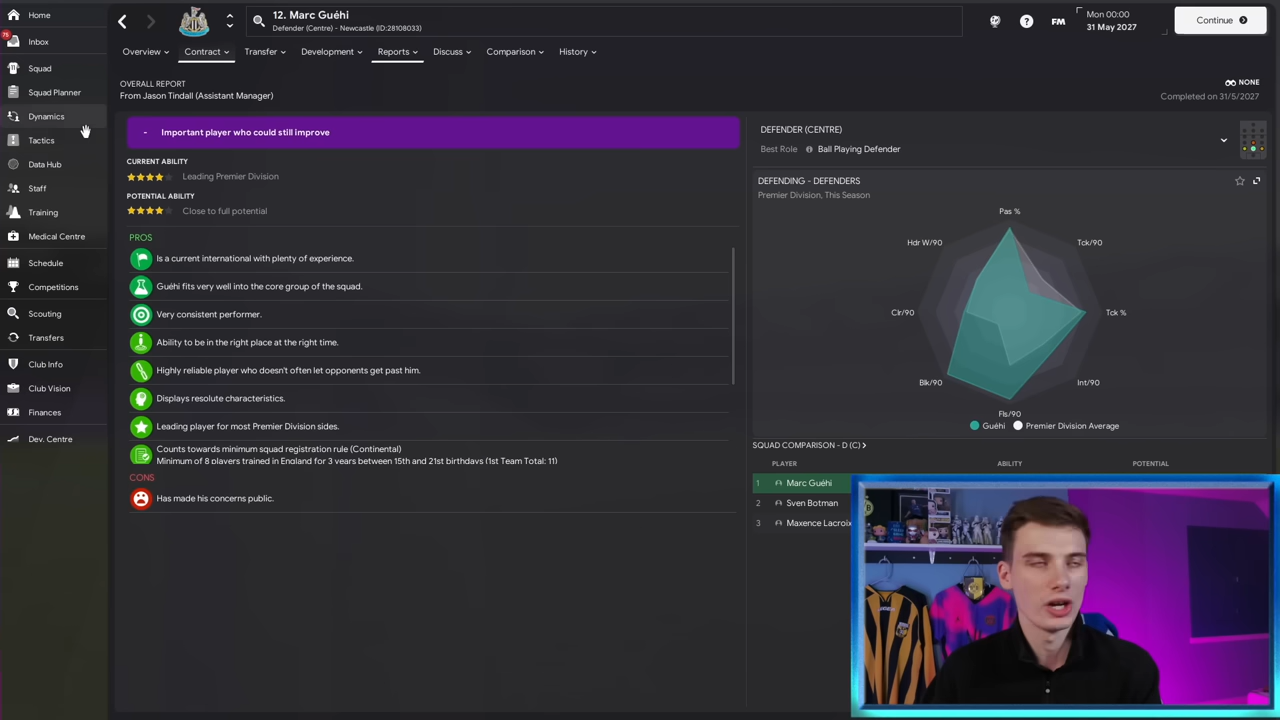 Home
75
Inbox
Squad
Squad Planner
Dynamics
Tactics
Data Hub
Staff
Training
Medical Centre
Schedule
Competitions
Scouting
Transfers
Club Info
Club Vision
Finances
Dev. Centre
12. Marc Guéhi
Defender (Centre) - Newcastle (ID:28108033)
?
FM
Mon 00:00
31 May 2027
Continue
Overview
Contract
Transfer
Development
Reports
Discuss
Comparison
History
OVERALL REPORT
From Jason Tindall (Assistant Manager)
NONE
Completed on 31/5/2027
- Important player who could still improve
CURRENT ABILITY
Leading Premier Division
POTENTIAL ABILITY
Close to full potential
PROS
Is a current international with plenty of experience.
Guéhi fits very well into the core group of the squad.
Very consistent performer.
Ability to be in the right place at the right time.
Highly reliable player who doesn't often let opponents get past him.
Displays resolute characteristics.
Leading player for most Premier Division sides.
Counts towards minimum squad registration rule (Continental)
Minimum of 8 players trained in England for 3 years between 15th and 21st birthdays (1st Team Total: 11)
CONS
Has made his concerns public.
DEFENDER (CENTRE)
Best Role Ball Playing Defender
DEFENDING - DEFENDERS
Premier Division, This Season
Pas %
Hdr W/90
Tck/90
Clr/90
Tck %
Blk/90
Int/90
Fls/90
Guéhi
Premier Division Average
SQUAD COMPARISON - D (C)
PLAYER ABILITY POTENTIAL
1 Marc Guéhi
2 Sven Botman
3 Maxence Lacroix